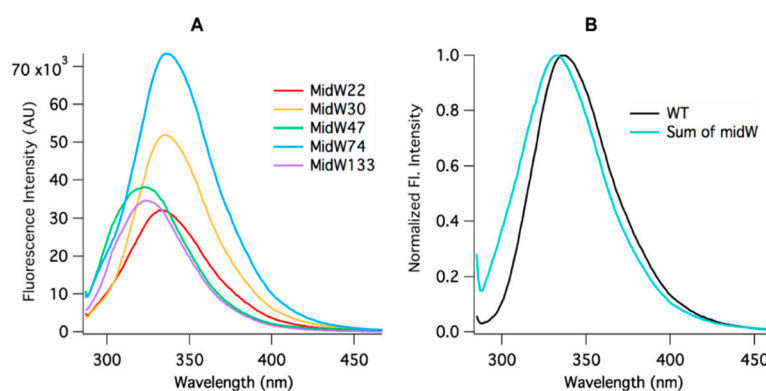 A
70 x10³
60
50
40
30
20
10
0
300
350
400
450
Fluorescence Intensity (AU)
Wavelength (nm)
MidW22
MidW30
MidW47
MidW74
MidW133
B
1.0
0.8
0.6
0.4
0.2
0.0
300
350
400
450
Normalized Fl. Intensity
Wavelength (nm)
WT
Sum of midW